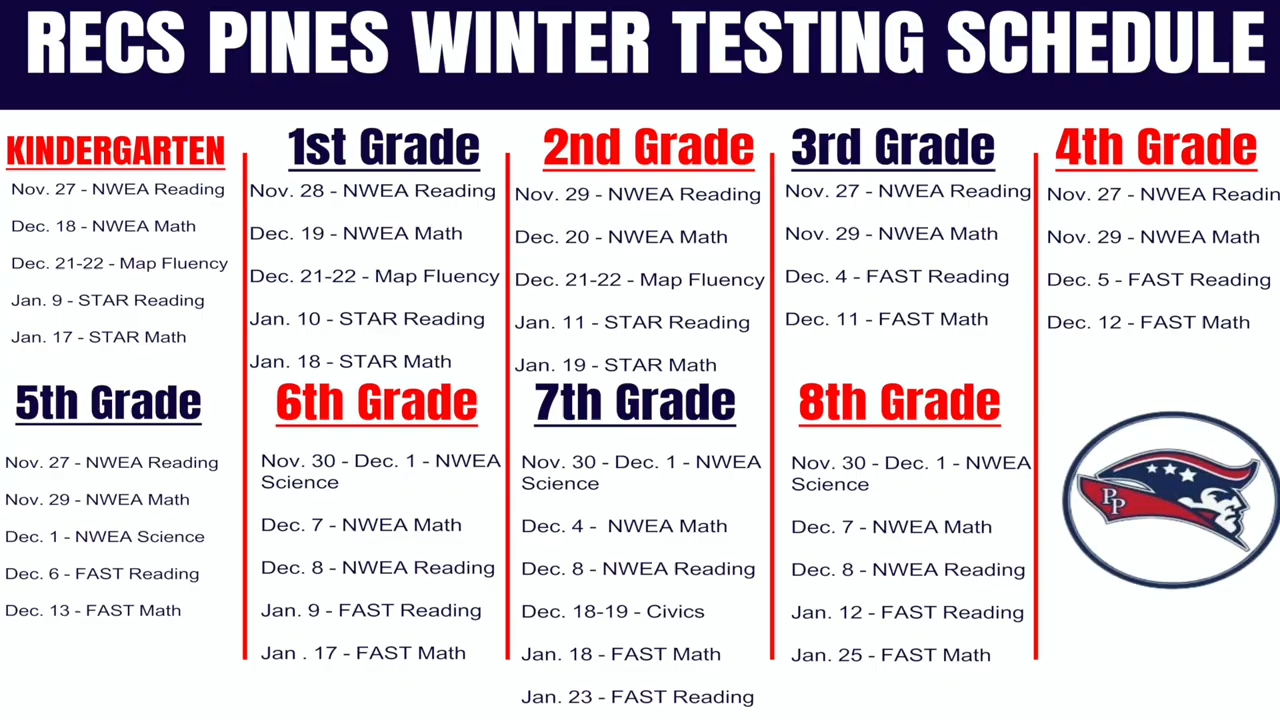 RECS PINES WINTER TESTING SCHEDULE
KINDERGARTEN
Nov. 27 - NWEA Reading
Dec. 18 - NWEA Math
Dec. 21-22 - Map Fluency
Jan. 9 - STAR Reading
Jan. 17 - STAR Math
1st Grade
Nov. 28 - NWEA Reading
Dec. 19 - NWEA Math
Dec. 21-22 - Map Fluency
Jan. 10 - STAR Reading
Jan. 18 - STAR Math
2nd Grade
Nov. 29 - NWEA Reading
Dec. 20 - NWEA Math
Dec. 21-22 - Map Fluency
Jan. 11 - STAR Reading
Jan. 19 - STAR Math
3rd Grade
Nov. 27 - NWEA Reading
Nov. 29 - NWEA Math
Dec. 4 - FAST Reading
Dec. 11 - FAST Math
4th Grade
Nov. 27 - NWEA Readin
Nov. 29 - NWEA Math
Dec. 5 - FAST Reading
Dec. 12 - FAST Math
5th Grade
Nov. 27 - NWEA Reading
Nov. 29 - NWEA Math
Dec. 1 - NWEA Science
Dec. 6 - FAST Reading
Dec. 13 - FAST Math
6th Grade
Nov. 30 - Dec. 1 - NWEA
Science
Dec. 7 - NWEA Math
Dec. 8 - NWEA Reading
Jan. 9 - FAST Reading
Jan . 17 - FAST Math
7th Grade
Nov. 30 - Dec. 1 - NWEA
Science
Dec. 4 - NWEA Math
Dec. 8 - NWEA Reading
Dec. 18-19 - Civics
Jan. 18 - FAST Math
Jan. 23 - FAST Reading
8th Grade
Nov. 30 - Dec. 1 - NWEA
Science
Dec. 7 - NWEA Math
Dec. 8 - NWEA Reading
Jan. 12 - FAST Reading
Jan. 25 - FAST Math
PP